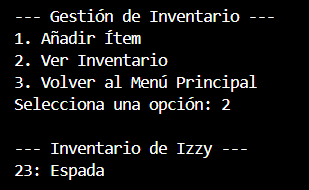 --- Gestión de Inventario ---
1. Añadir Ítem
2. Ver Inventario
3. Volver al Menú Principal
Selecciona una opción: 2
--- Inventario de Izzy ---
23: Espada